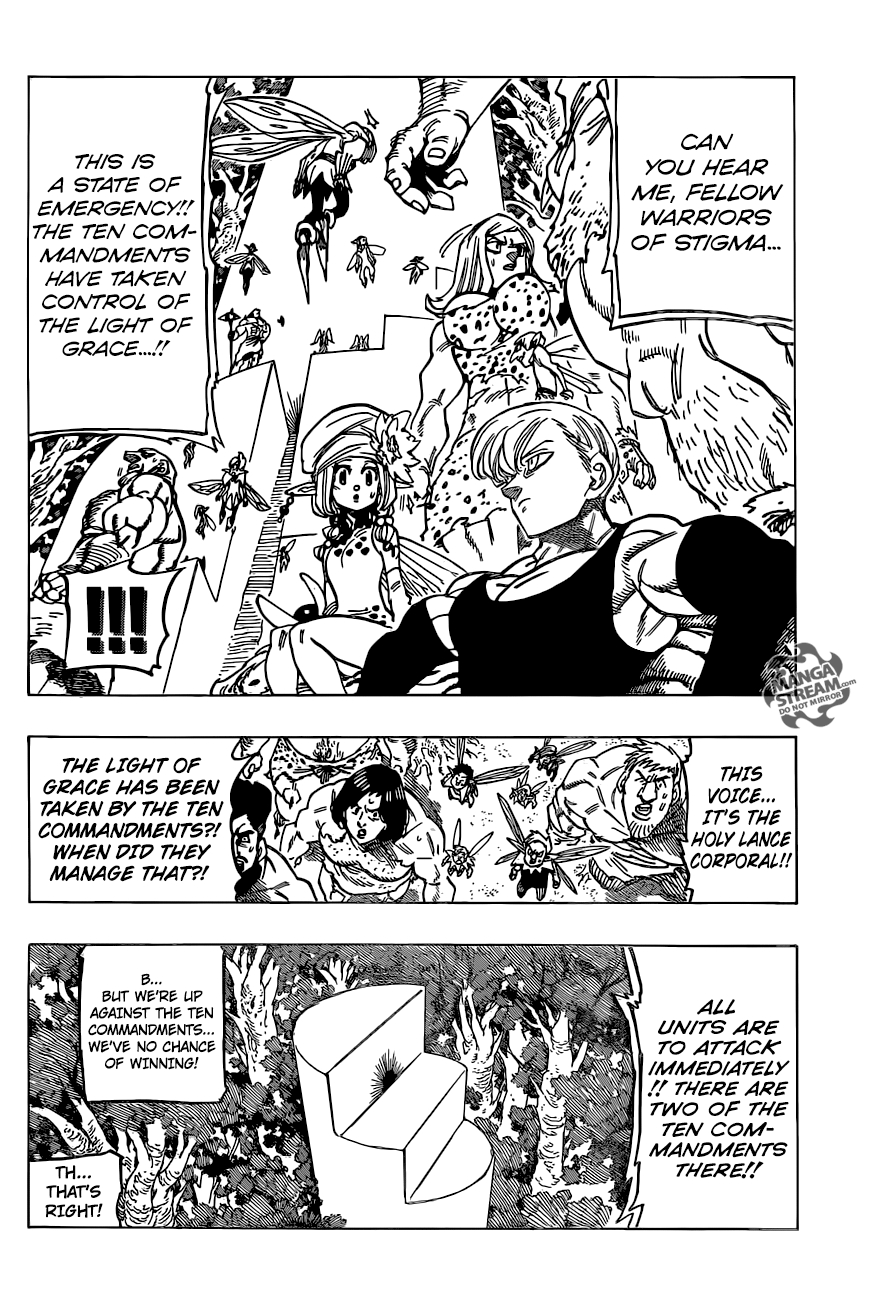 CAN
YOU HEAR
ME, FELLOW
WARRIORS
OF STIGMA...
THIS IS
A STATE OF
EMERGENCY!!
THE TEN COM-
MANDMENTS
HAVE TAKEN
CONTROL OF
THE LIGHT OF
GRACE...!!
!!!
MANGA
STREAM.com
DO NOT MIRROR
THIS
VOICE...
IT'S THE
HOLY LANCE
CORPORAL!!
THE LIGHT OF
GRACE HAS BEEN
TAKEN BY THE TEN
COMMANDMENTS?!
WHEN DID THEY
MANAGE THAT?!
ALL
UNITS ARE
TO ATTACK
IMMEDIATELY
!! THERE ARE
TWO OF THE
TEN COM-
MANDMENTS
THERE!!
B...
BUT WE'RE UP
AGAINST THE TEN
COMMANDMENTS...
WE'VE NO CHANCE
OF WINNING!
TH...
THAT'S
RIGHT!